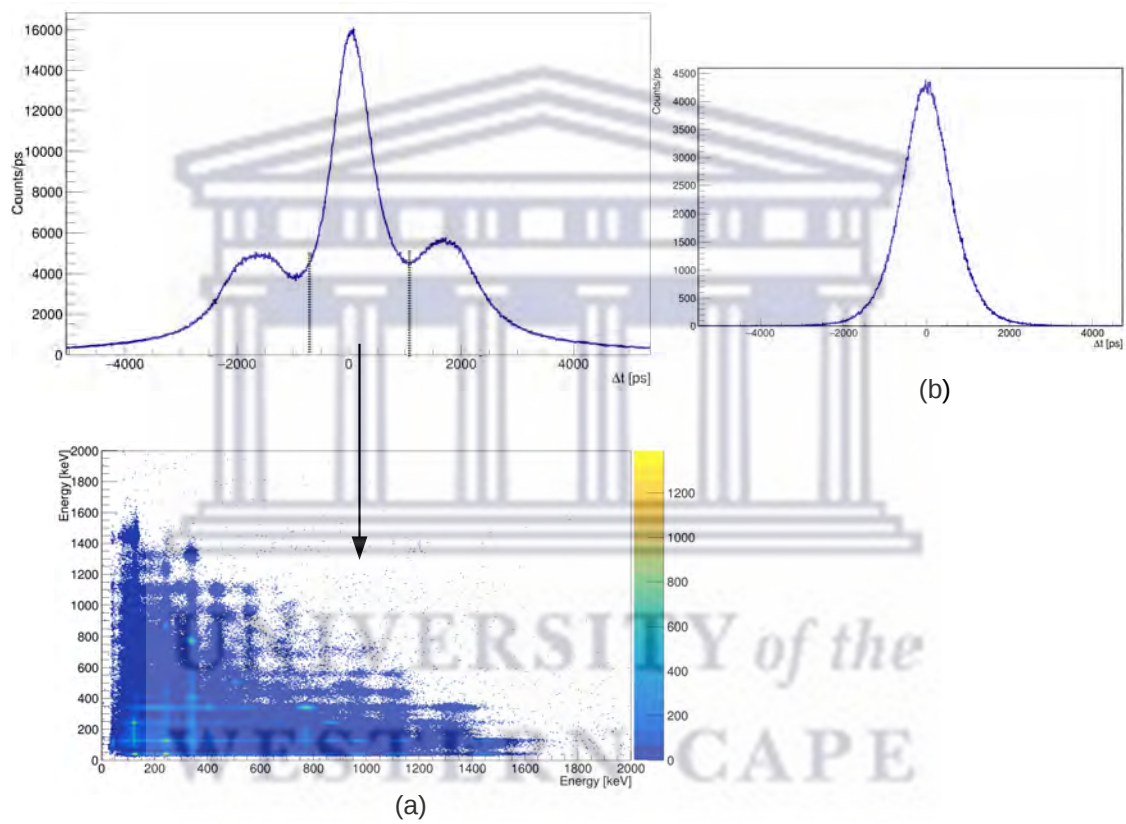 16000
14000
12000
10000
8000
6000
4000
2000
0
Counts/ps
−4000 −2000 0 2000 4000
Δt [ps]
4500
4000
3500
3000
2500
2000
1500
1000
500
0
Counts/ps
−4000 −2000 0 2000 4000
Δt [ps]
(b)
2000
1800
1600
1400
1200
1000
800
600
400
200
0
Energy [keV]
0 200 400 600 800 1000 1200 1400 1600 1800 2000
Energy [keV]
1200
1000
800
600
400
200
0
(a)
UNIVERSITY of the
WESTERN CAPE